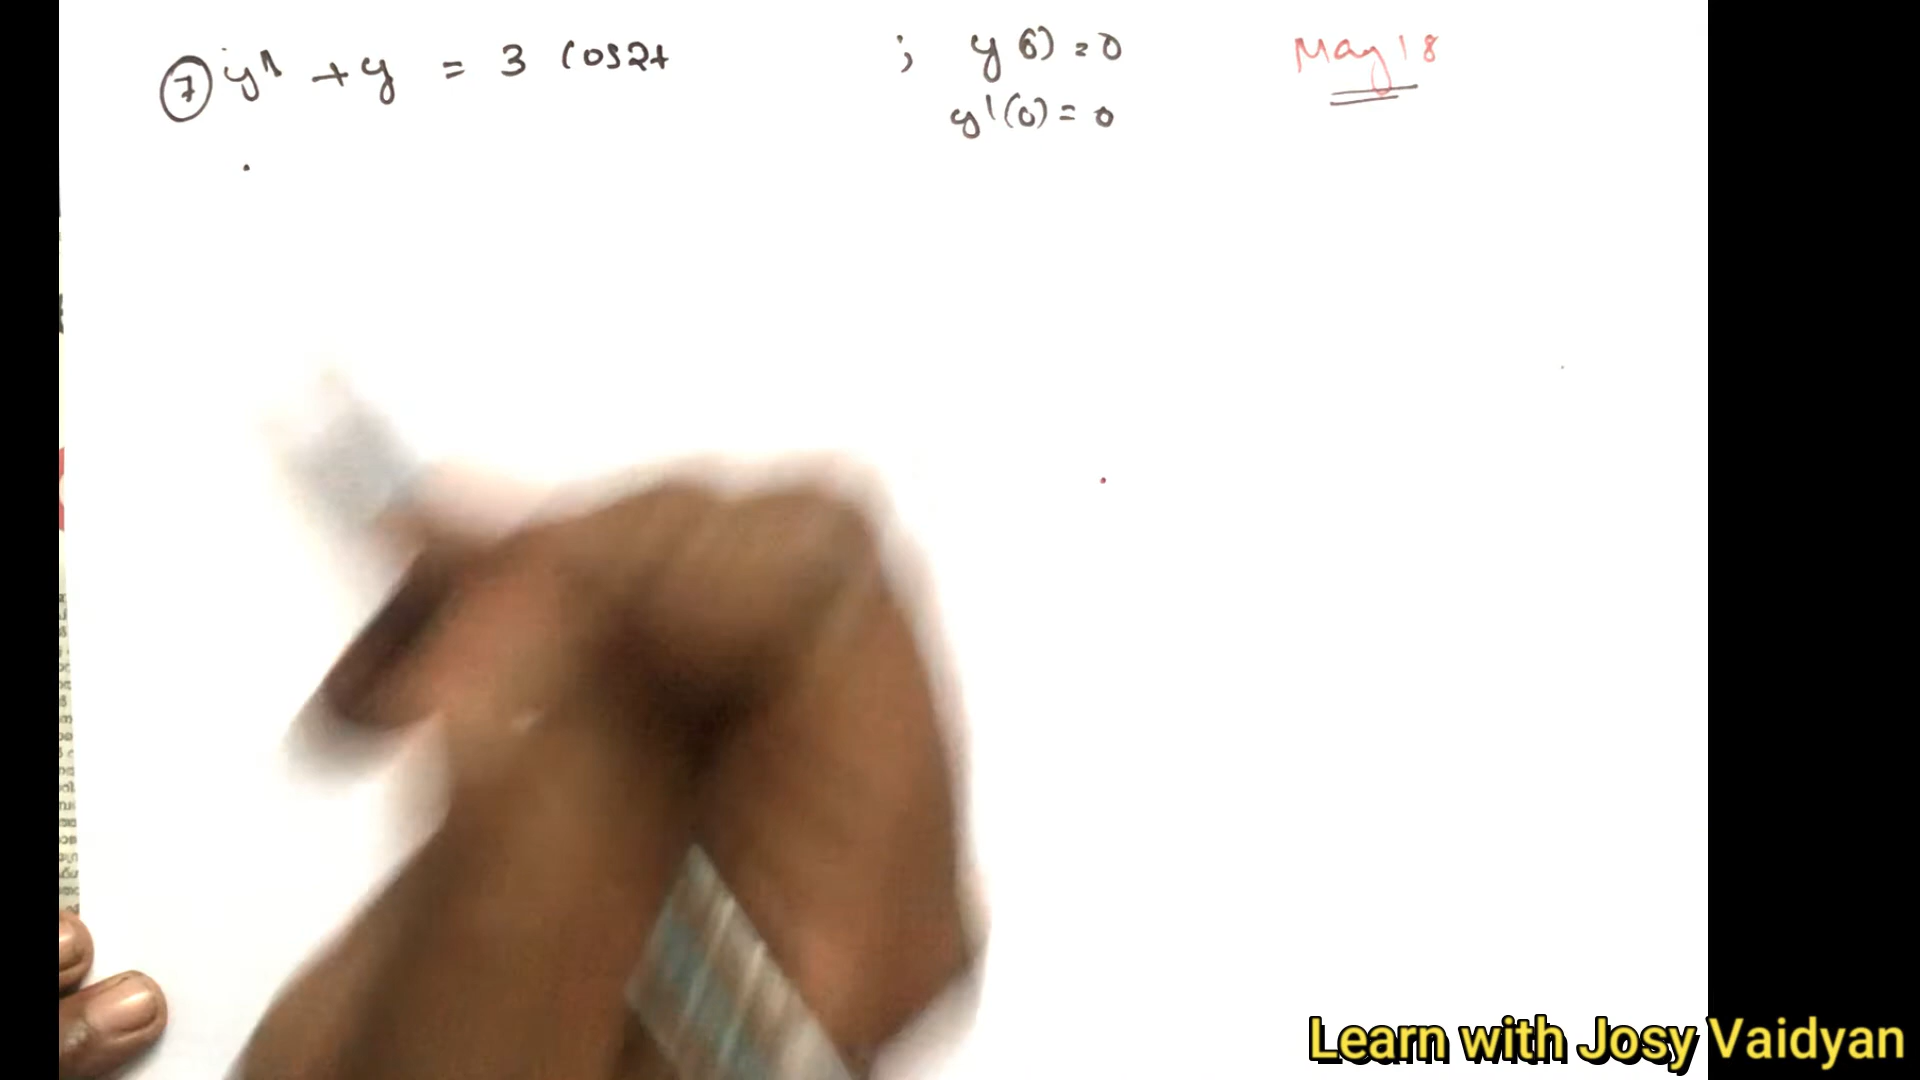 ⑦ y'' + y = 3 cos2t ; y(0) = 0 May 18
y'(0) = 0
Learn with Josy Vaidyan